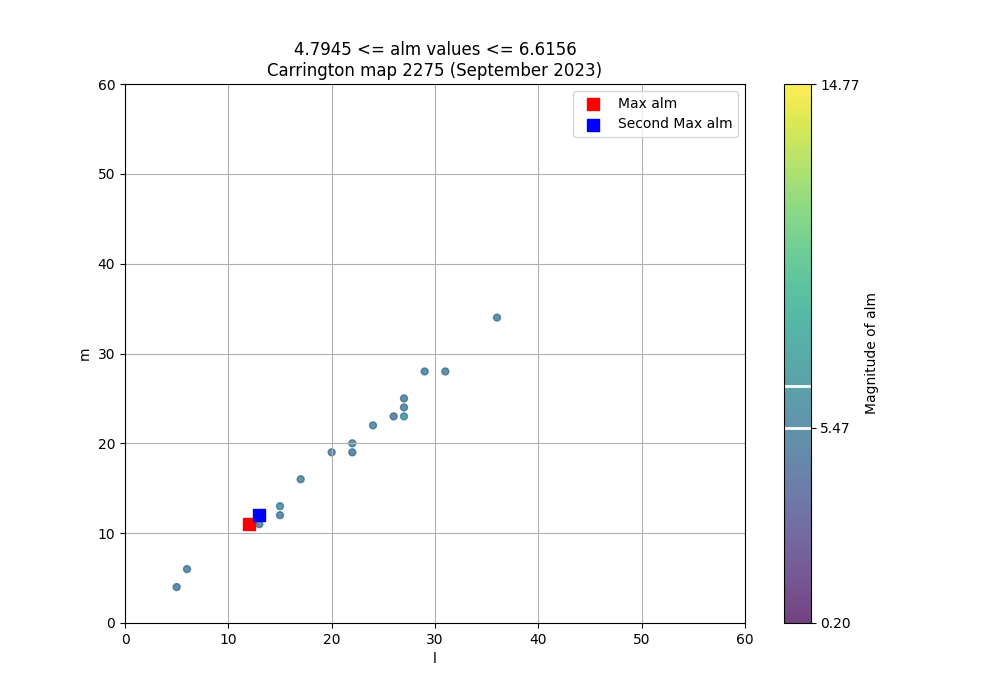 4.7945 <= alm values <= 6.6156
Carrington map 2275 (September 2023)
Max alm
Second Max alm
60
50
40
30
20
10
0
m
0 10 20 30 40 50 60
l
14.77
5.47
0.20
Magnitude of alm